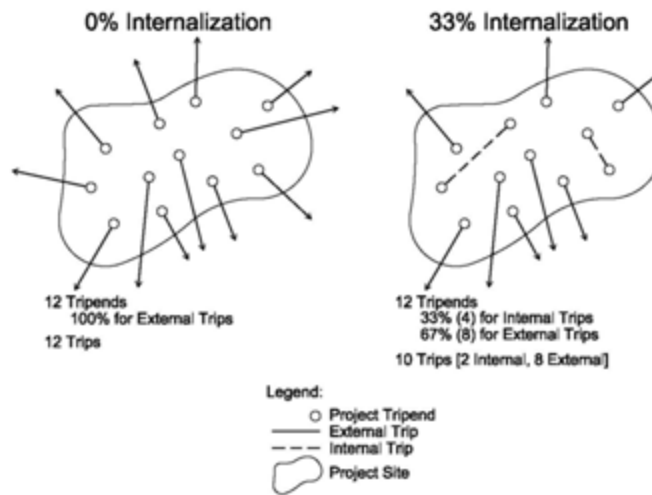 0% Internalization
12 Tripends
100% for External Trips
12 Trips
33% Internalization
12 Tripends
33% (4) for Internal Trips
67% (8) for External Trips
10 Trips [2 Internal, 8 External]
Legend:
Project Tripend
External Trip
Internal Trip
Project Site